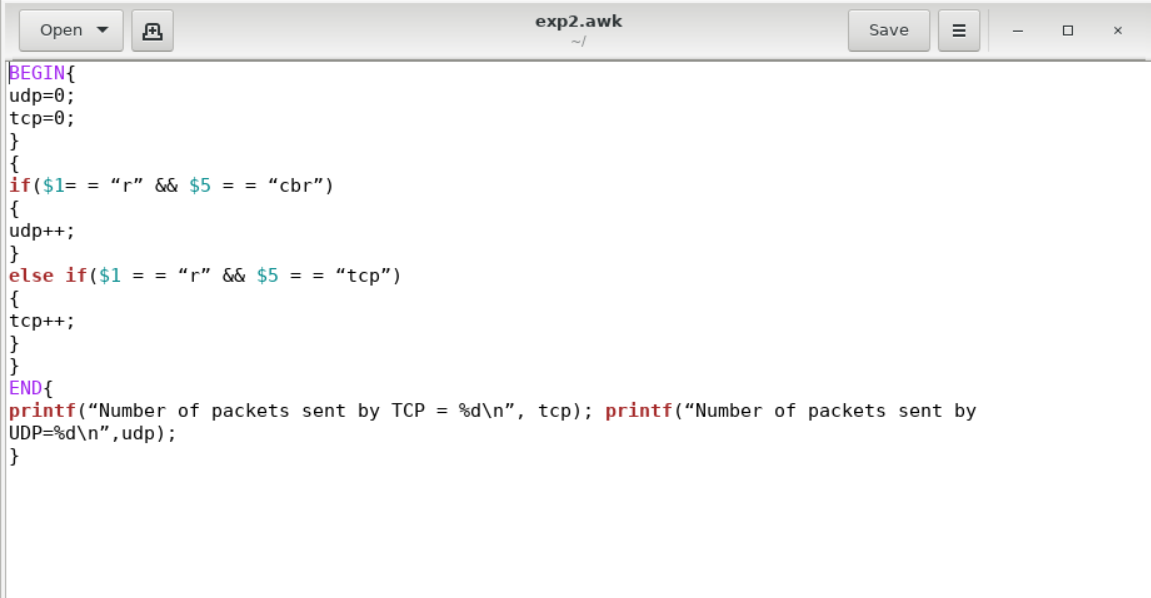 Open
exp2.awk
~/
Save
BEGIN{
udp=0;
tcp=0;
}
{
if($1= = “r” && $5 = = “cbr”)
{
udp++;
}
else if($1 = = “r” && $5 = = “tcp”)
{
tcp++;
}
}
END{
printf(“Number of packets sent by TCP = %d\n”, tcp); printf(“Number of packets sent by
UDP=%d\n”,udp);
}